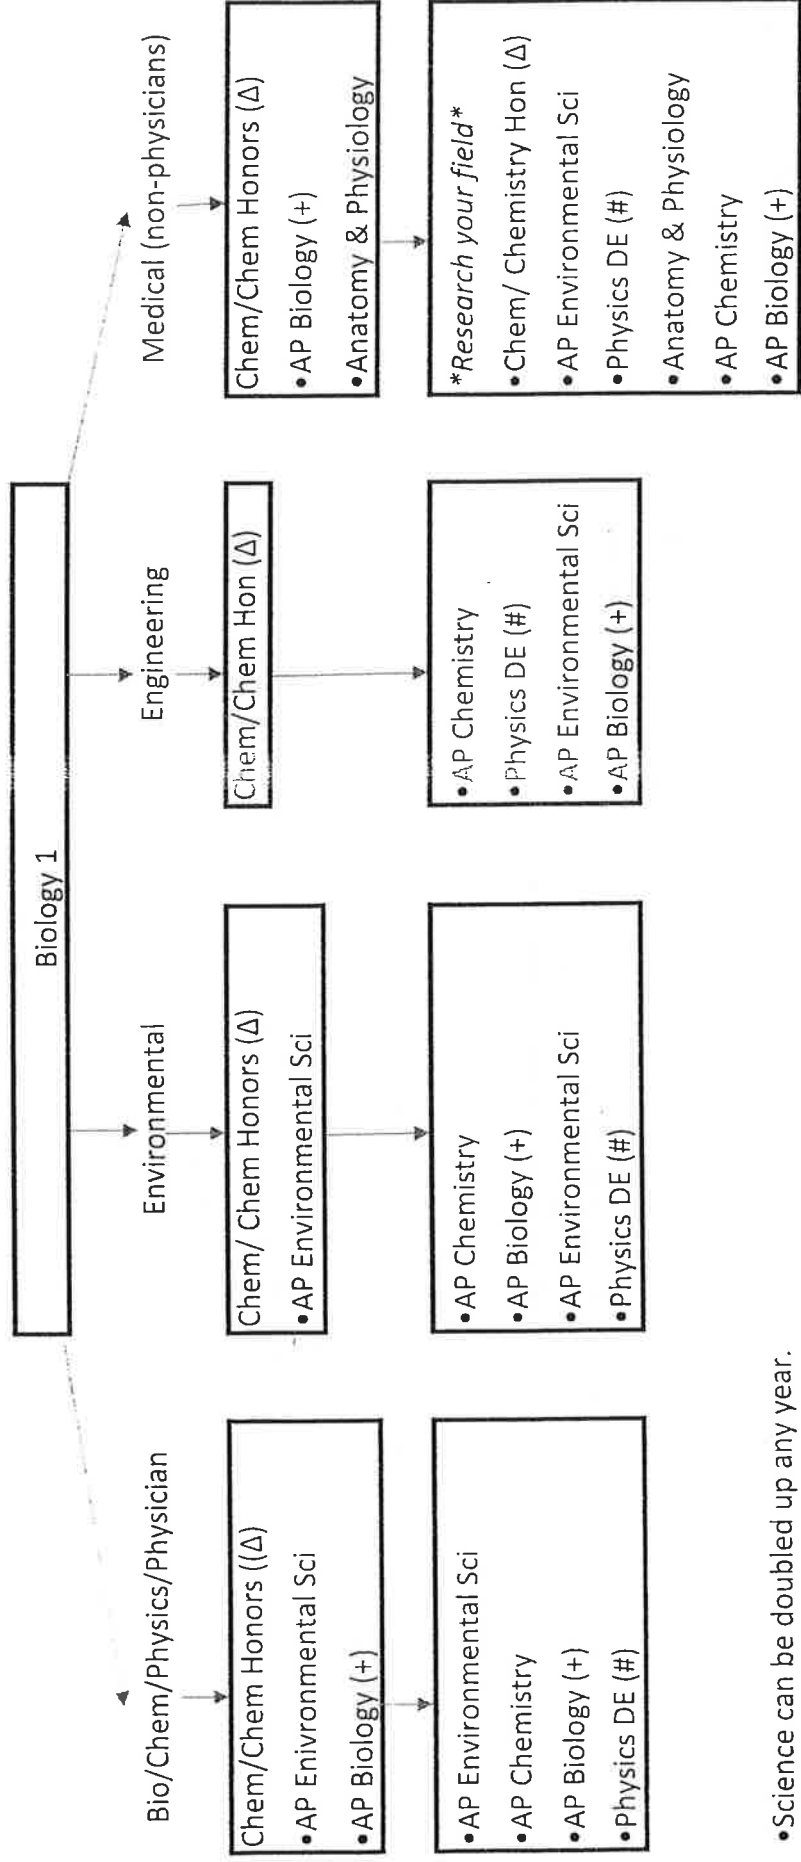 Biology 1
Bio/Chem/Physics/Physician
Chem/Chem Honors ((Δ)
•AP Enivronmental Sci
•AP Biology (+)
•AP Environmental Sci
•AP Chemistry
•AP Biology (+)
•Physics DE (#)
Environmental
Chem/ Chem Honors (Δ)
•AP Environmental Sci
•AP Chemistry
•AP Biology (+)
•AP Environmental Sci
•Physics DE (#)
Engineering
Chem/Chem Hon (Δ)
•AP Chemistry
•Physics DE (#)
•AP Environmental Sci
•AP Biology (+)
Medical (non-physicians)
Chem/Chem Honors (Δ)
•AP Biology (+)
•Anatomy & Physiology
*Research your field*
•Chem/ Chemistry Hon (Δ)
•AP Environmental Sci
•Physics DE (#)
•Anatomy & Physiology
•AP Chemistry
•AP Biology (+)
•Science can be doubled up any year.